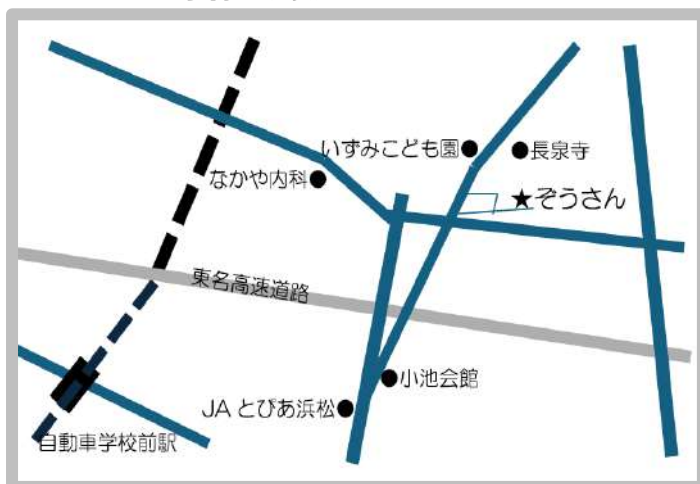 いずみこども園
長泉寺
なかや内科
★ぞうさん
東名高速道路
小池会館
JAとぴあ浜松
自動車学校前駅